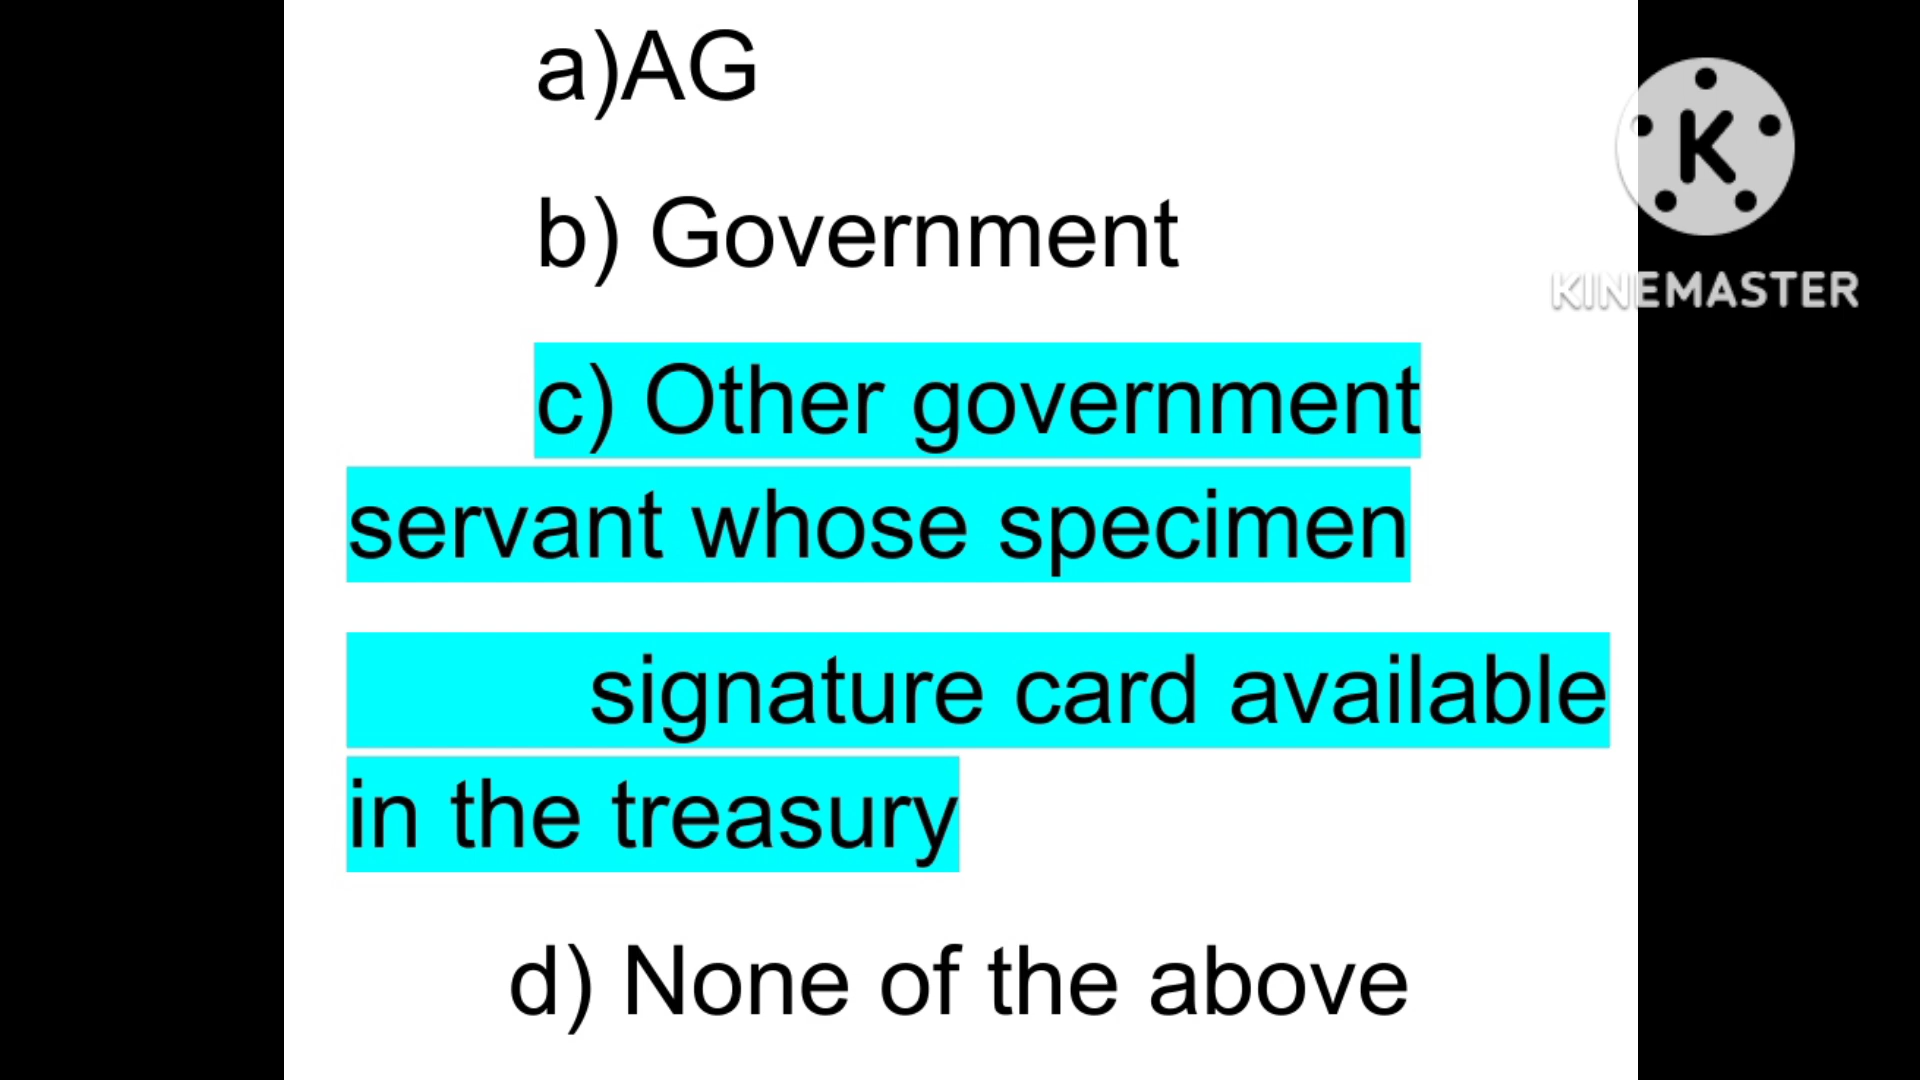 a)AG
b) Government
c) Other government
servant whose specimen
signature card available
in the treasury
d) None of the above
K
KINEMASTER